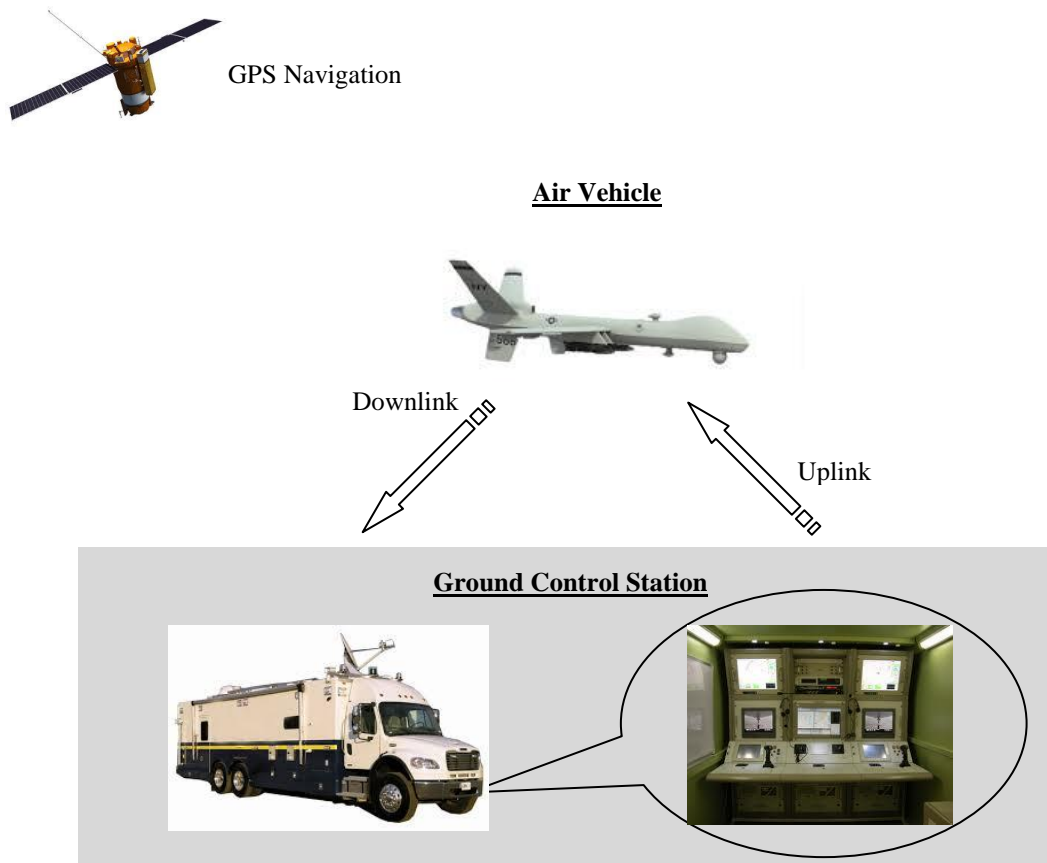 GPS Navigation
Air Vehicle
Downlink
Uplink
Ground Control Station